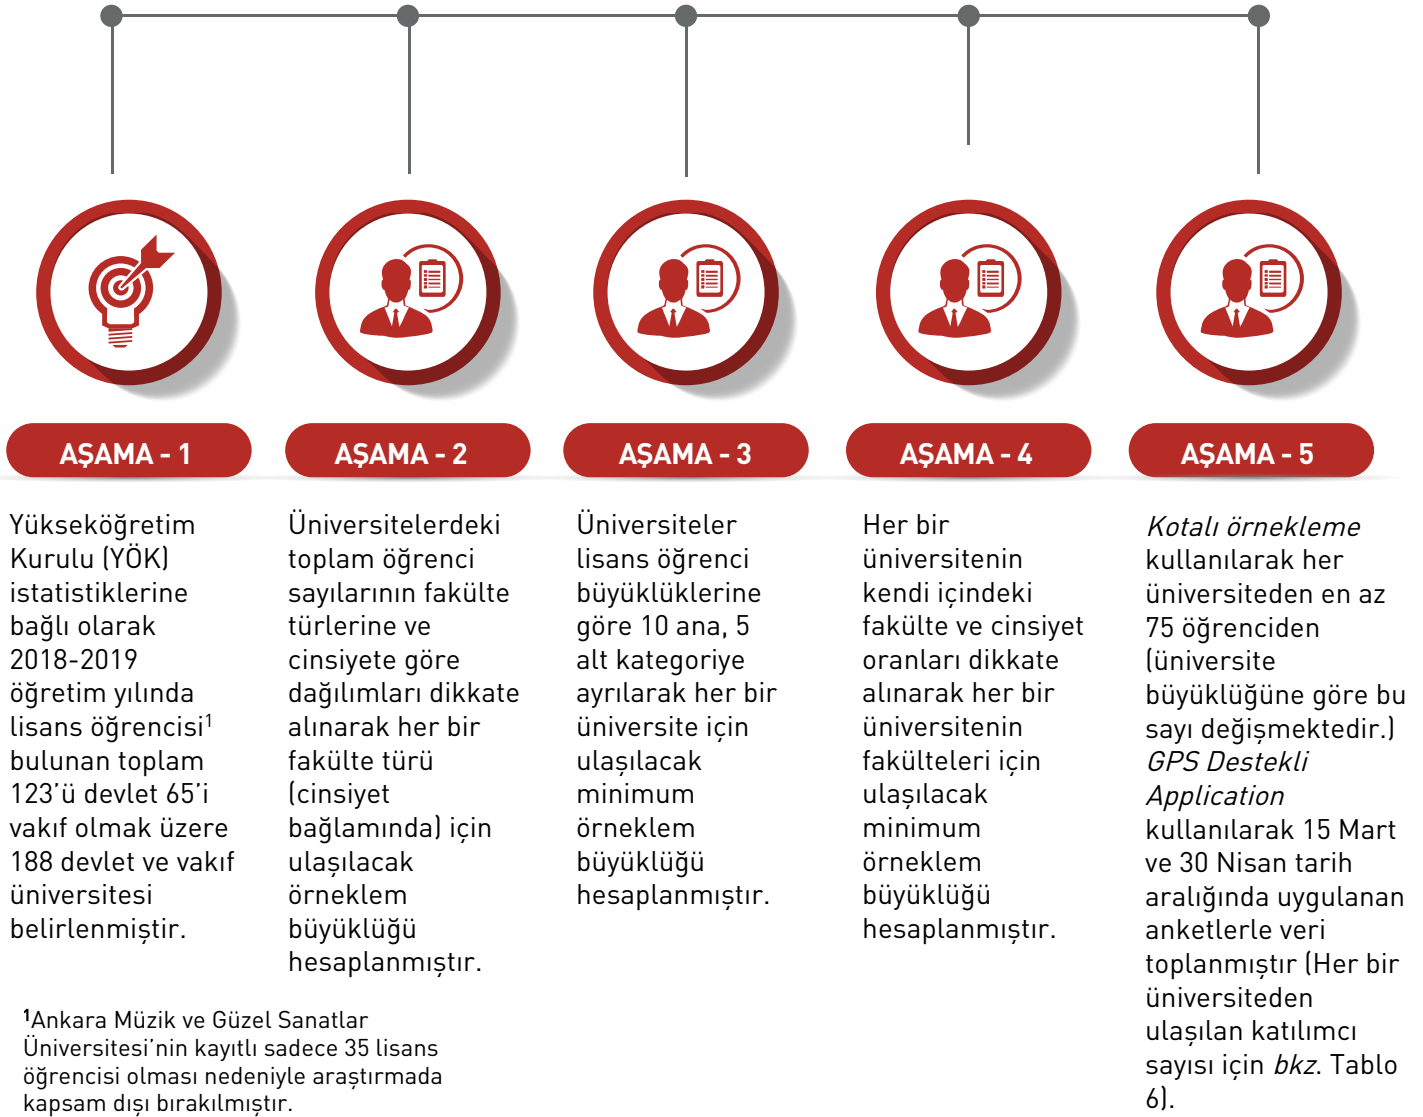 AŞAMA - 1
Yükseköğretim
Kurulu (YÖK)
istatistiklerine
bağlı olarak
2018-2019
öğretim yılında
lisans öğrencisi¹
bulunan toplam
123’ü devlet 65’i
vakıf olmak üzere
188 devlet ve vakıf
üniversitesi
belirlenmiştir.
AŞAMA - 2
Üniversitelerdeki
toplam öğrenci
sayılarının fakülte
türlerine ve
cinsiyete göre
dağılımları dikkate
alınarak her bir
fakülte türü
(cinsiyet
bağlamında) için
ulaşılacak
örneklem
büyüklüğü
hesaplanmıştır.
AŞAMA - 3
Üniversiteler
lisans öğrenci
büyüklüklerine
göre 10 ana, 5
alt kategoriye
ayrılarak her bir
üniversite için
ulaşılacak
minimum
örneklem
büyüklüğü
hesaplanmıştır.
AŞAMA - 4
Her bir
üniversitenin
kendi içindeki
fakülte ve cinsiyet
oranları dikkate
alınarak her bir
üniversitenin
fakülteleri için
ulaşılacak
minimum
örneklem
büyüklüğü
hesaplanmıştır.
AŞAMA - 5
Kotalı örnekleme
kullanılarak her
üniversiteden en az
75 öğrenciden
(üniversite
büyüklüğüne göre bu
sayı değişmektedir.)
GPS Destekli
Application
kullanılarak 15 Mart
ve 30 Nisan tarih
aralığında uygulanan
anketlerle veri
toplanmıştır (Her bir
üniversiteden
ulaşılan katılımcı
sayısı için bkz. Tablo
6).
¹Ankara Müzik ve Güzel Sanatlar
Üniversitesi’nin kayıtlı sadece 35 lisans
öğrencisi olması nedeniyle araştırmada
kapsam dışı bırakılmıştır.